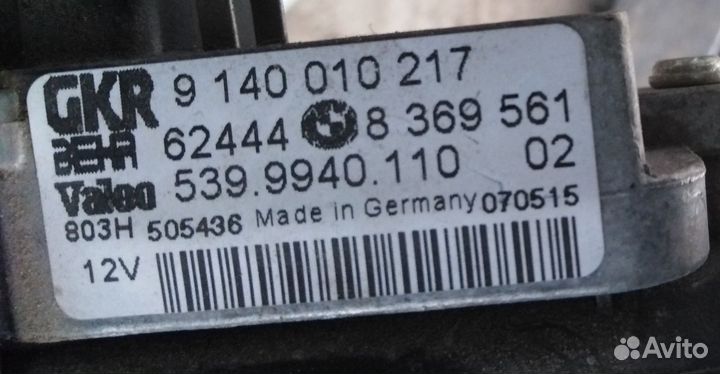 GKR 9 140 010 217
BEHR 62444 8 369 561
Valeo 539.9940.110 02
803H 505436 Made in Germany 070515
12V
Avito